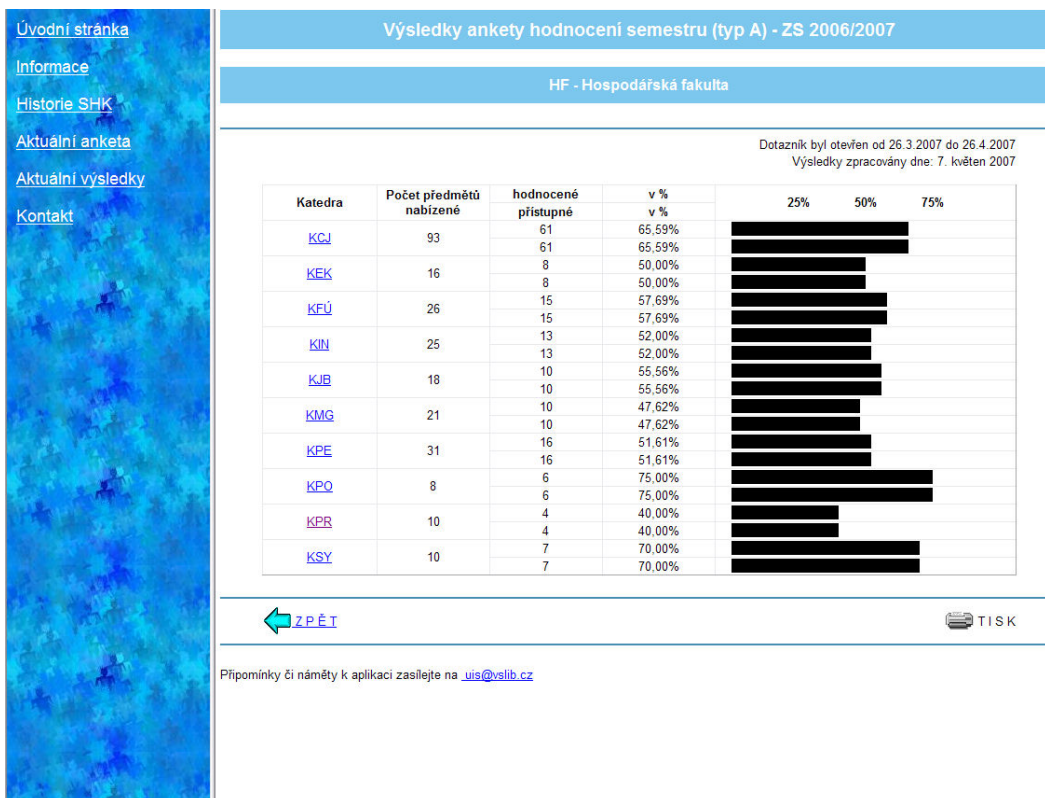 Úvodní stránka
Informace
Historie SHK
Aktuální anketa
Aktuální výsledky
Kontakt
Výsledky ankety hodnocení semestru (typ A) - ZS 2006/2007
HF - Hospodářská fakulta
Dotazník byl otevřen od 26.3.2007 do 26.4.2007
Výsledky zpracovány dne: 7. květen 2007
Katedra Počet předmětů nabízené hodnocené v % 25% 50% 75%
přístupné v %
KCJ 93 61 65,59%
61 65,59%
KEK 16 8 50,00%
8 50,00%
KFÚ 26 15 57,69%
15 57,69%
KIN 25 13 52,00%
13 52,00%
KJB 18 10 55,56%
10 55,56%
KMG 21 10 47,62%
10 47,62%
KPE 31 16 51,61%
16 51,61%
KPO 8 6 75,00%
6 75,00%
KPR 10 4 40,00%
4 40,00%
KSY 10 7 70,00%
7 70,00%
Z P Ě T
T I S K
Připomínky či náměty k aplikaci zasílejte na uis@vslib.cz